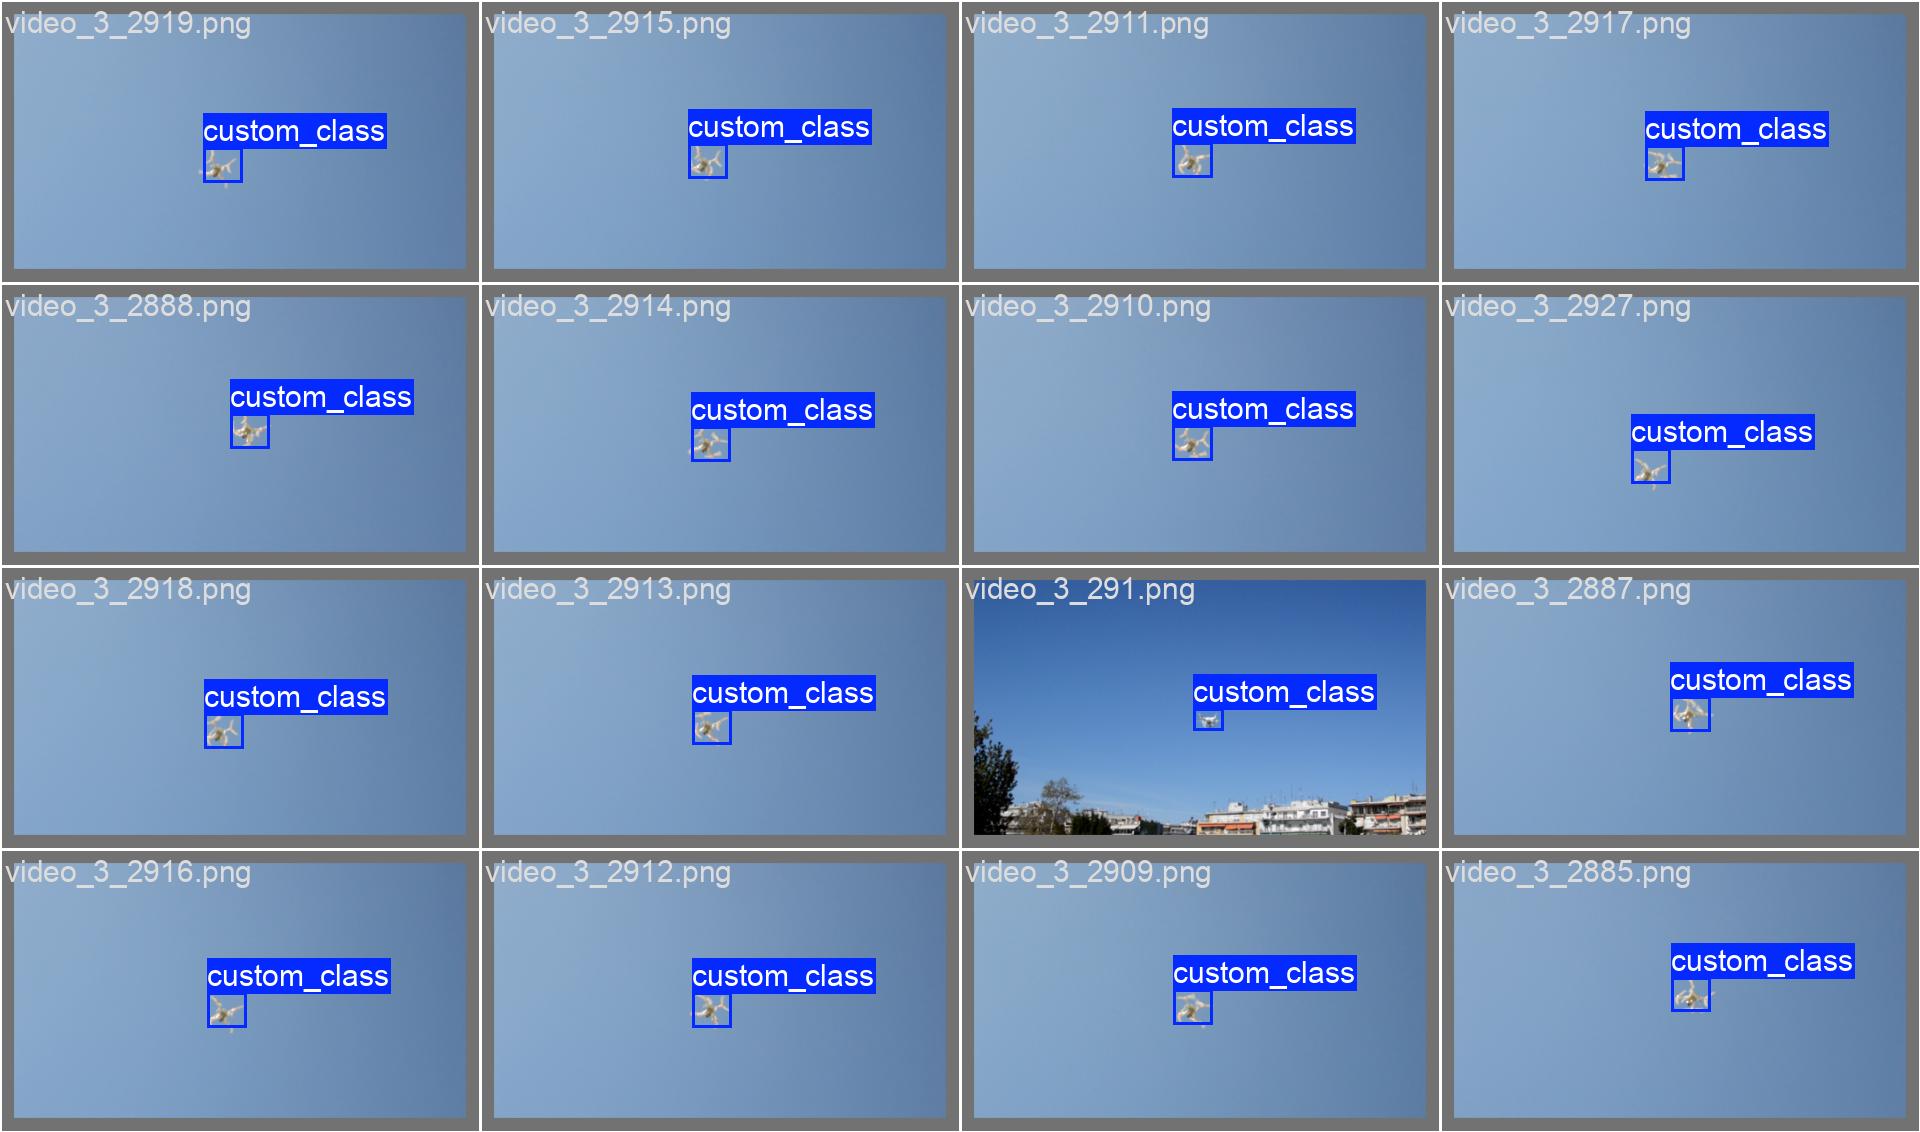 video_3_2919.png
custom_class
video_3_2915.png
custom_class
video_3_2911.png
custom_class
video_3_2917.png
custom_class
video_3_2888.png
custom_class
video_3_2914.png
custom_class
video_3_2910.png
custom_class
video_3_2927.png
custom_class
video_3_2918.png
custom_class
video_3_2913.png
custom_class
video_3_291.png
custom_class
video_3_2887.png
custom_class
video_3_2916.png
custom_class
video_3_2912.png
custom_class
video_3_2909.png
custom_class
video_3_2885.png
custom_class